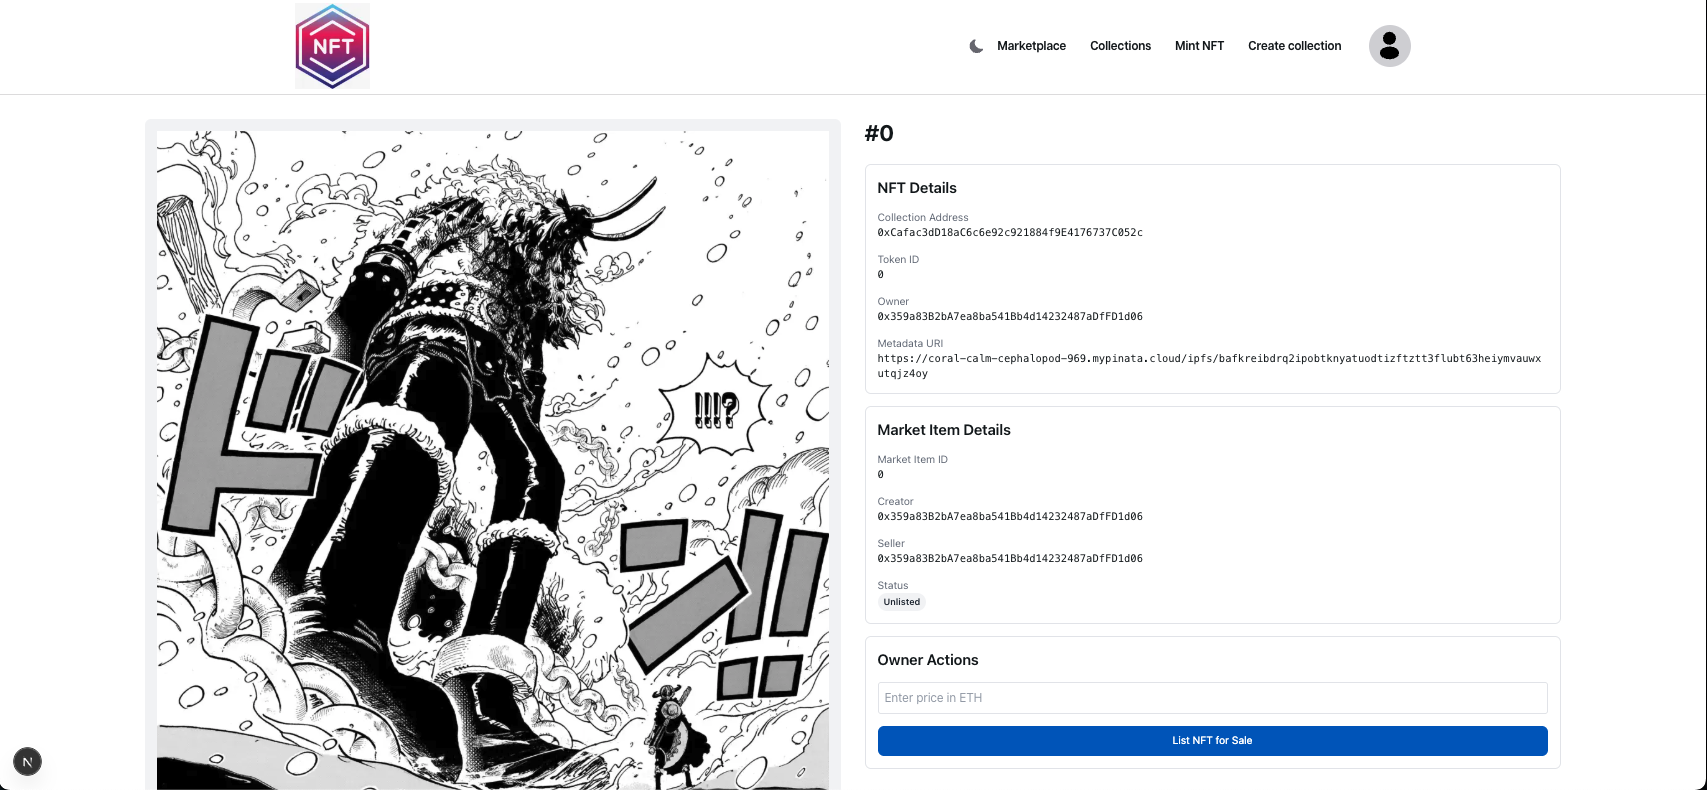 NFT
Marketplace
Collections
Mint NFT
Create collection
ド
ン
!!
!!!?
#0
NFT Details
Collection Address
0xCafac3dD18aC6c6e92c921884f9E4176737C052c
Token ID
0
Owner
0x359a83B2bA7ea8ba541Bb4d14232487aDfFD1d06
Metadata URI
https://coral-calm-cephalopod-969.mypinata.cloud/ipfs/bafkreibdrq2ipobtknyatuodtizftztt3flubt63heiymvauwx
utqjz4oy
Market Item Details
Market Item ID
0
Creator
0x359a83B2bA7ea8ba541Bb4d14232487aDfFD1d06
Seller
0x359a83B2bA7ea8ba541Bb4d14232487aDfFD1d06
Status
Unlisted
Owner Actions
Enter price in ETH
List NFT for Sale
N